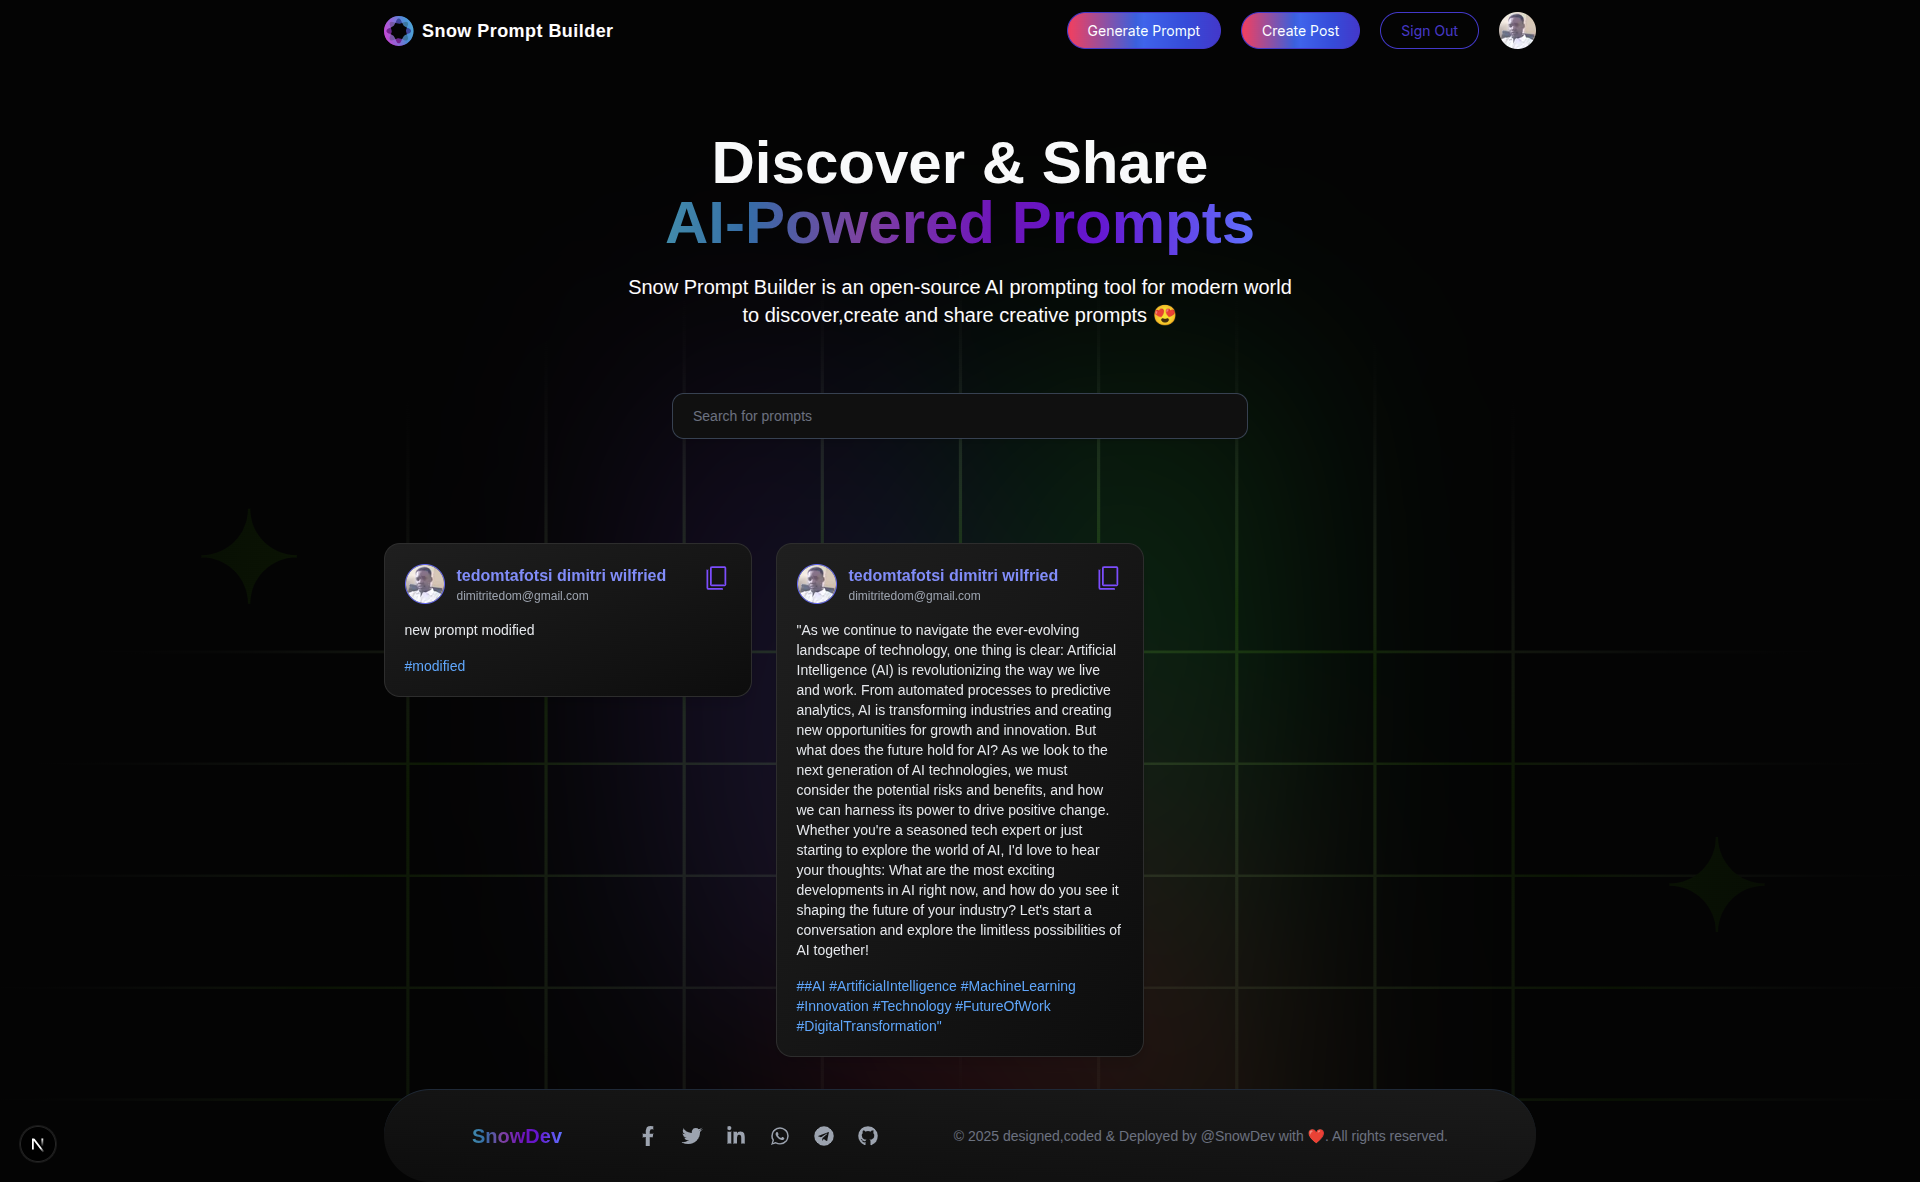 Snow Prompt Builder
Generate Prompt
Create Post
Sign Out
Discover & Share
AI-Powered Prompts
Snow Prompt Builder is an open-source AI prompting tool for modern world
to discover,create and share creative prompts 😍
Search for prompts
tedomtafotsi dimitri wilfried
dimitritedom@gmail.com
new prompt modified
#modified
tedomtafotsi dimitri wilfried
dimitritedom@gmail.com
"As we continue to navigate the ever-evolving
landscape of technology, one thing is clear: Artificial
Intelligence (AI) is revolutionizing the way we live
and work. From automated processes to predictive
analytics, AI is transforming industries and creating
new opportunities for growth and innovation. But
what does the future hold for AI? As we look to the
next generation of AI technologies, we must
consider the potential risks and benefits, and how
we can harness its power to drive positive change.
Whether you're a seasoned tech expert or just
starting to explore the world of AI, I'd love to hear
your thoughts: What are the most exciting
developments in AI right now, and how do you see it
shaping the future of your industry? Let's start a
conversation and explore the limitless possibilities of
AI together!
##AI #ArtificialIntelligence #MachineLearning
#Innovation #Technology #FutureOfWork
#DigitalTransformation"
SnowDev
© 2025 designed,coded & Deployed by @SnowDev with ❤️. All rights reserved.
N